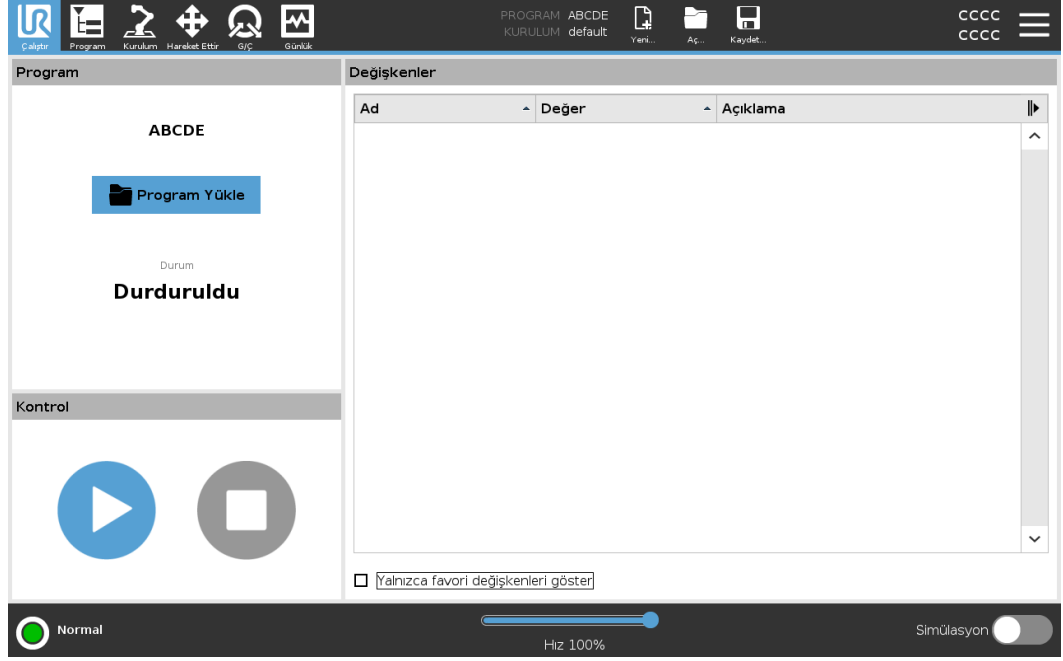 Çalıştır
Program
Kurulum
Hareket Ettir
G/Ç
Günlük
PROGRAM ABCDE
KURULUM default
Yeni...
Aç...
Kaydet...
CCCC
CCCC
Program
ABCDE
Program Yükle
Durum
Durduruldu
Kontrol
Değişkenler
Ad
Değer
Açıklama
Yalnızca favori değişkenleri göster
Normal
Hız 100%
Simülasyon